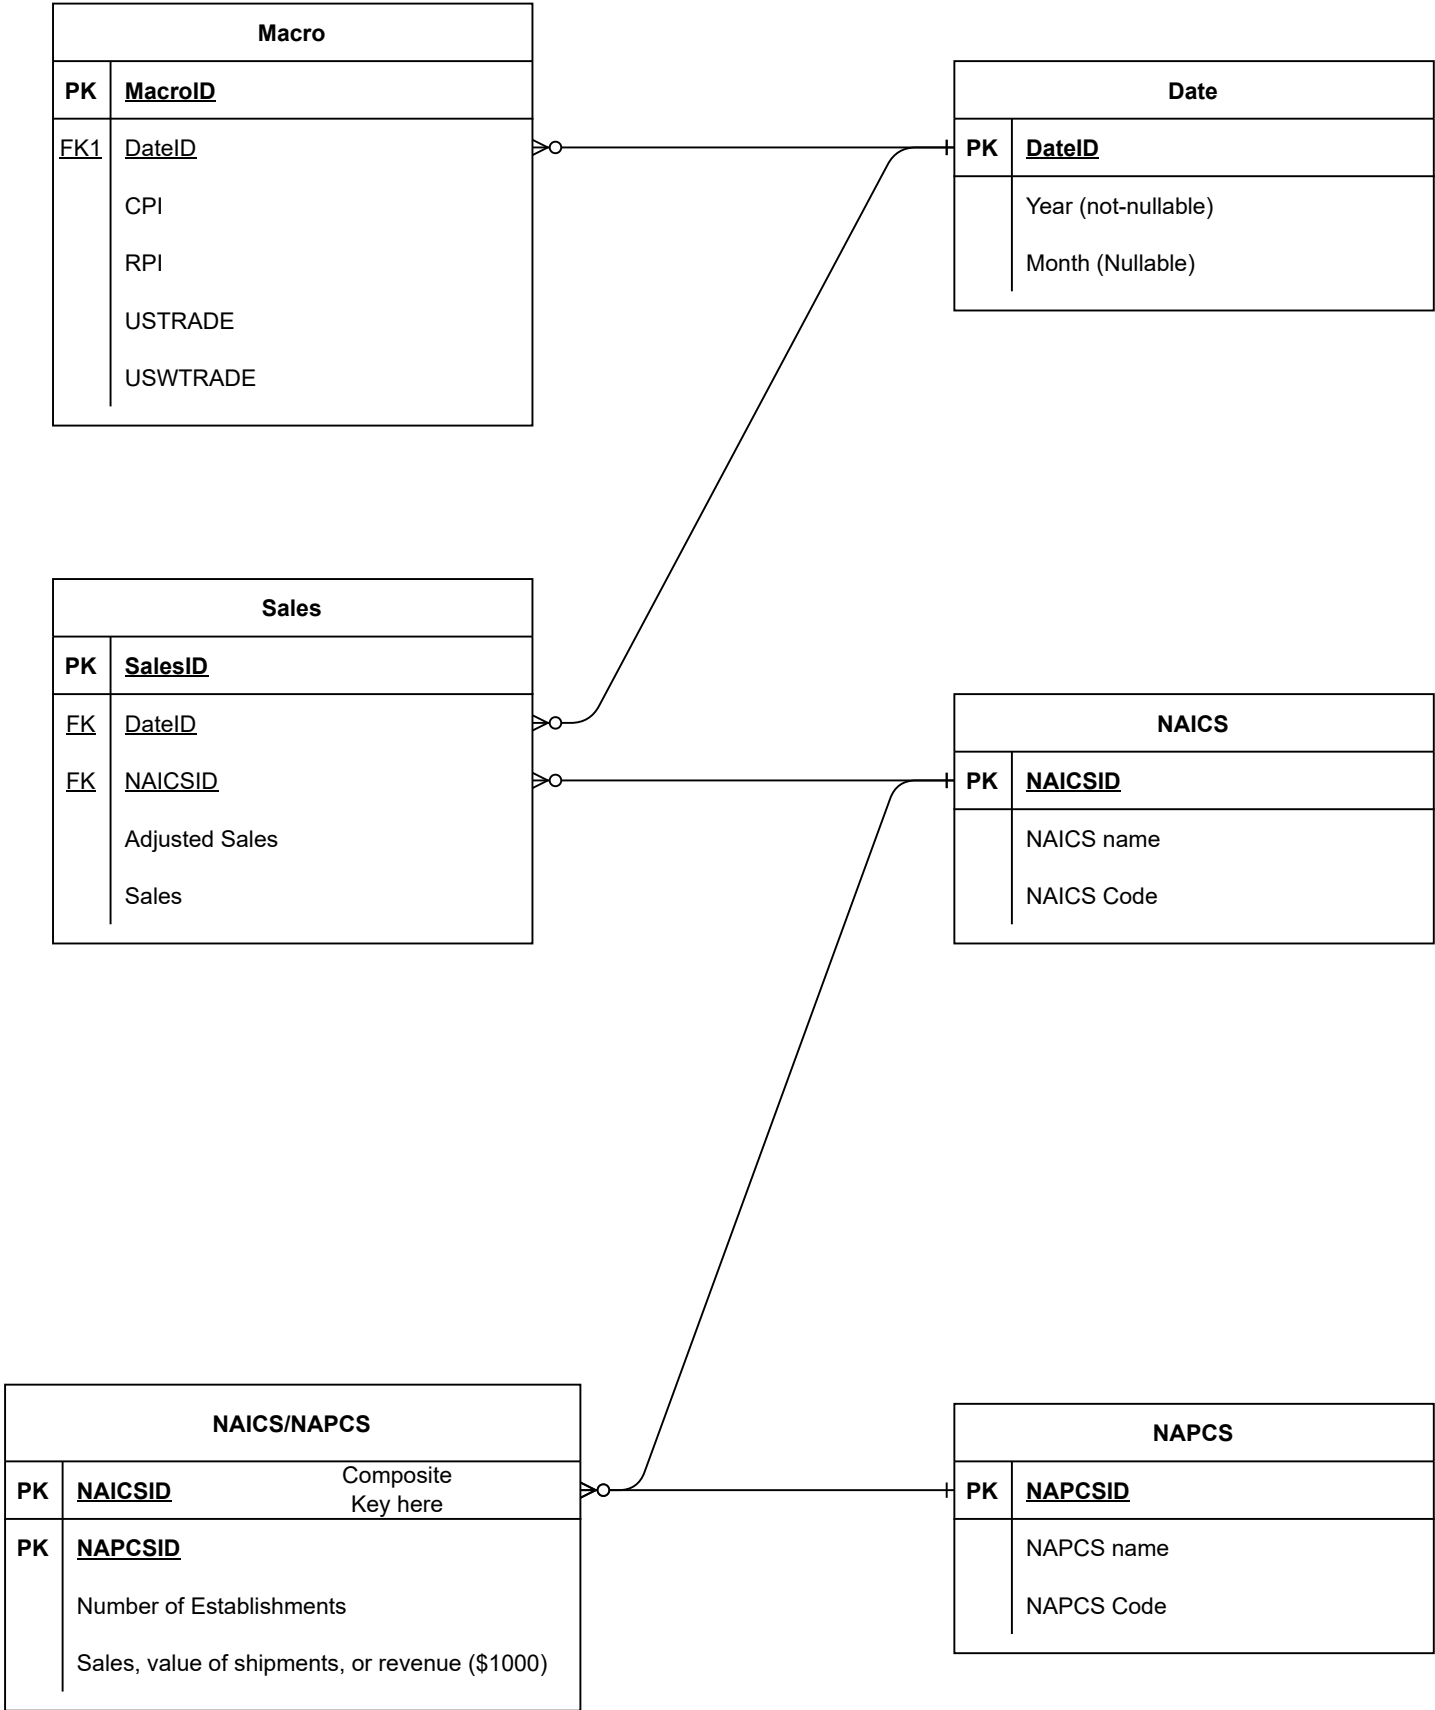 Macro
PK MacroID
FK1 DateID
CPI
RPI
USTRADE
USWTRADE
Date
PK DateID
Year (not-nullable)
Month (Nullable)
Sales
PK SalesID
FK DateID
FK NAICSID
Adjusted Sales
Sales
NAICS
PK NAICSID
NAICS name
NAICS Code
NAICS/NAPCS
PK NAICSID
Composite
Key here
PK NAPCSID
Number of Establishments
Sales, value of shipments, or revenue ($1000)
NAPCS
PK NAPCSID
NAPCS name
NAPCS Code